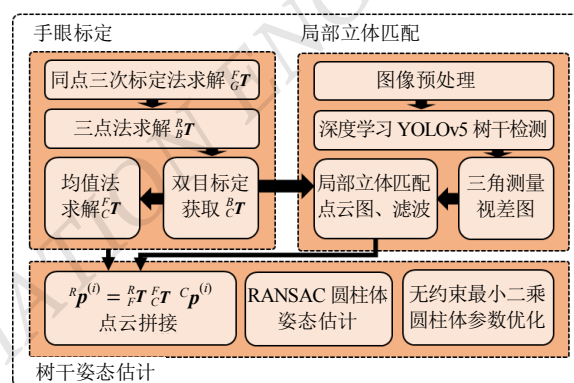 手眼标定
同点三次标定法求解 ^F_G T
三点法求解 ^R_B T
均值法
求解 ^F_C T
双目标定
获取 ^B_C T
局部立体匹配
图像预处理
深度学习 YOLOv5 树干检测
局部立体匹配
点云图、滤波
三角测量
视差图
^R p^(i) = ^R_F T ^F_C T ^C p^(i)
点云拼接
RANSAC 圆柱体
姿态估计
无约束最小二乘
圆柱体参数优化
树干姿态估计